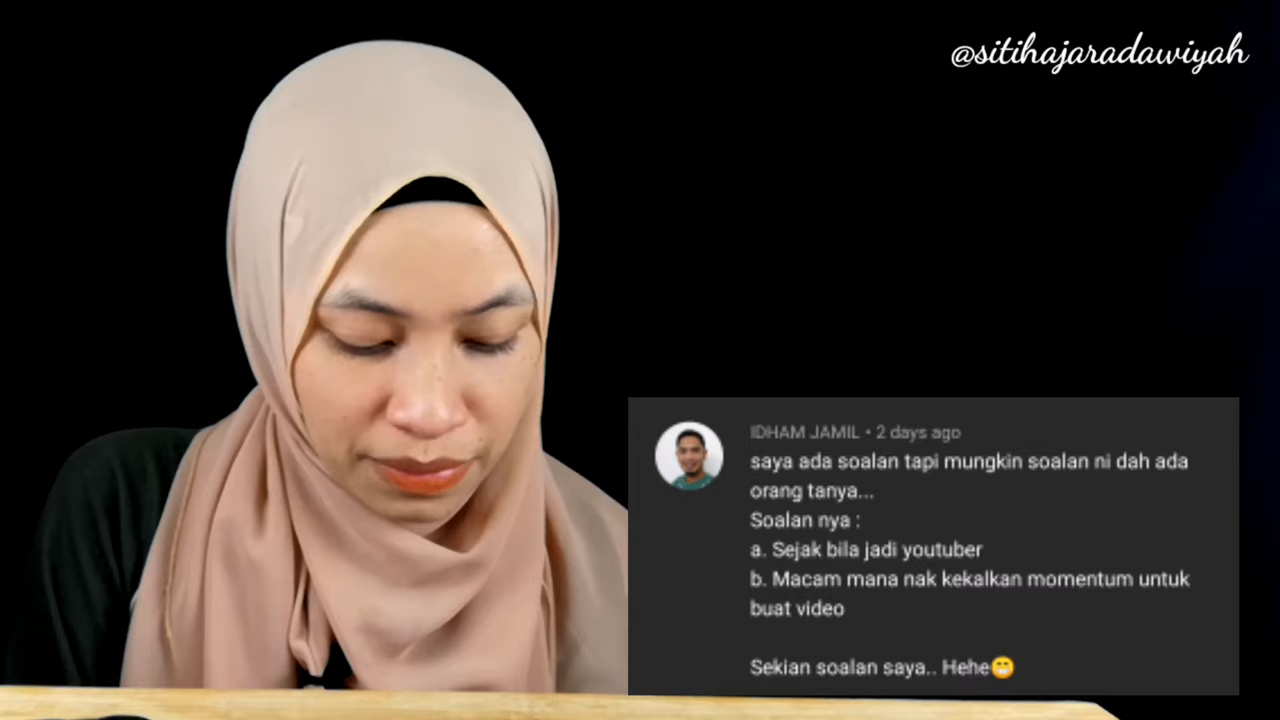 @sitihajaradawiyah
IDHAM JAMIL • 2 days ago
saya ada soalan tapi mungkin soalan ni dah ada
orang tanya...
Soalan nya :
a. Sejak bila jadi youtuber
b. Macam mana nak kekalkan momentum untuk
buat video
Sekian soalan saya.. Hehe😁